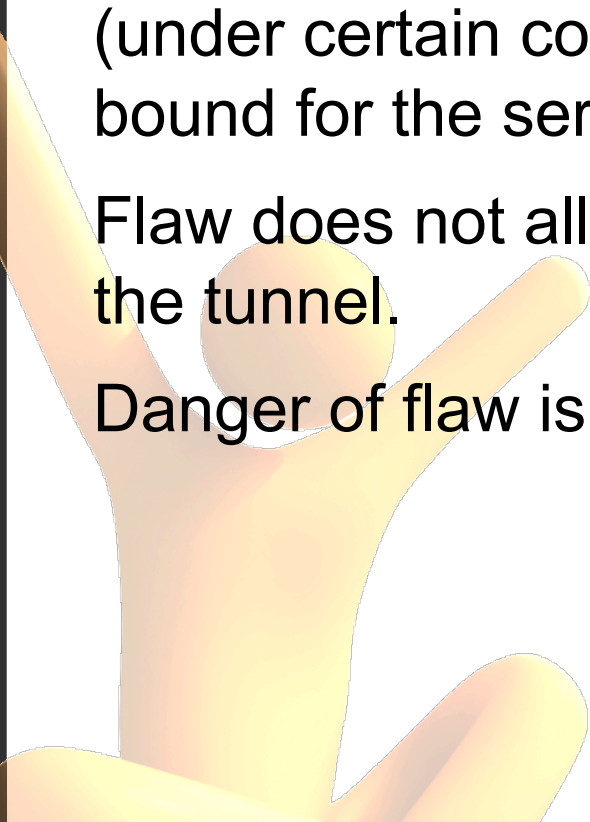 (under certain co
bound for the ser
Flaw does not all
the tunnel.
Danger of flaw is